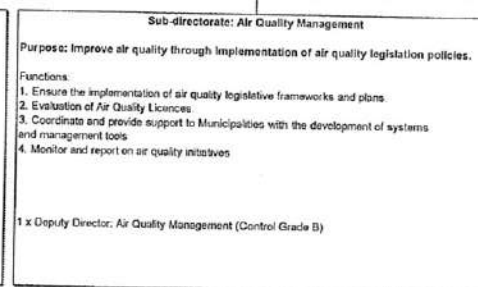 Sub-directorate: Air Quality Management
Purpose: Improve air quality through Implementation of air quality legislation policies.
Functions:
1. Ensure the implementation of air quality legislative frameworks and plans
2. Evaluation of Air Quality Licences.
3. Coordinate and provide support to Municipalities with the development of systems
and management tools
4. Monitor and report on air quality initiatives
1 x Deputy Director: Air Quality Management (Control Grade B)